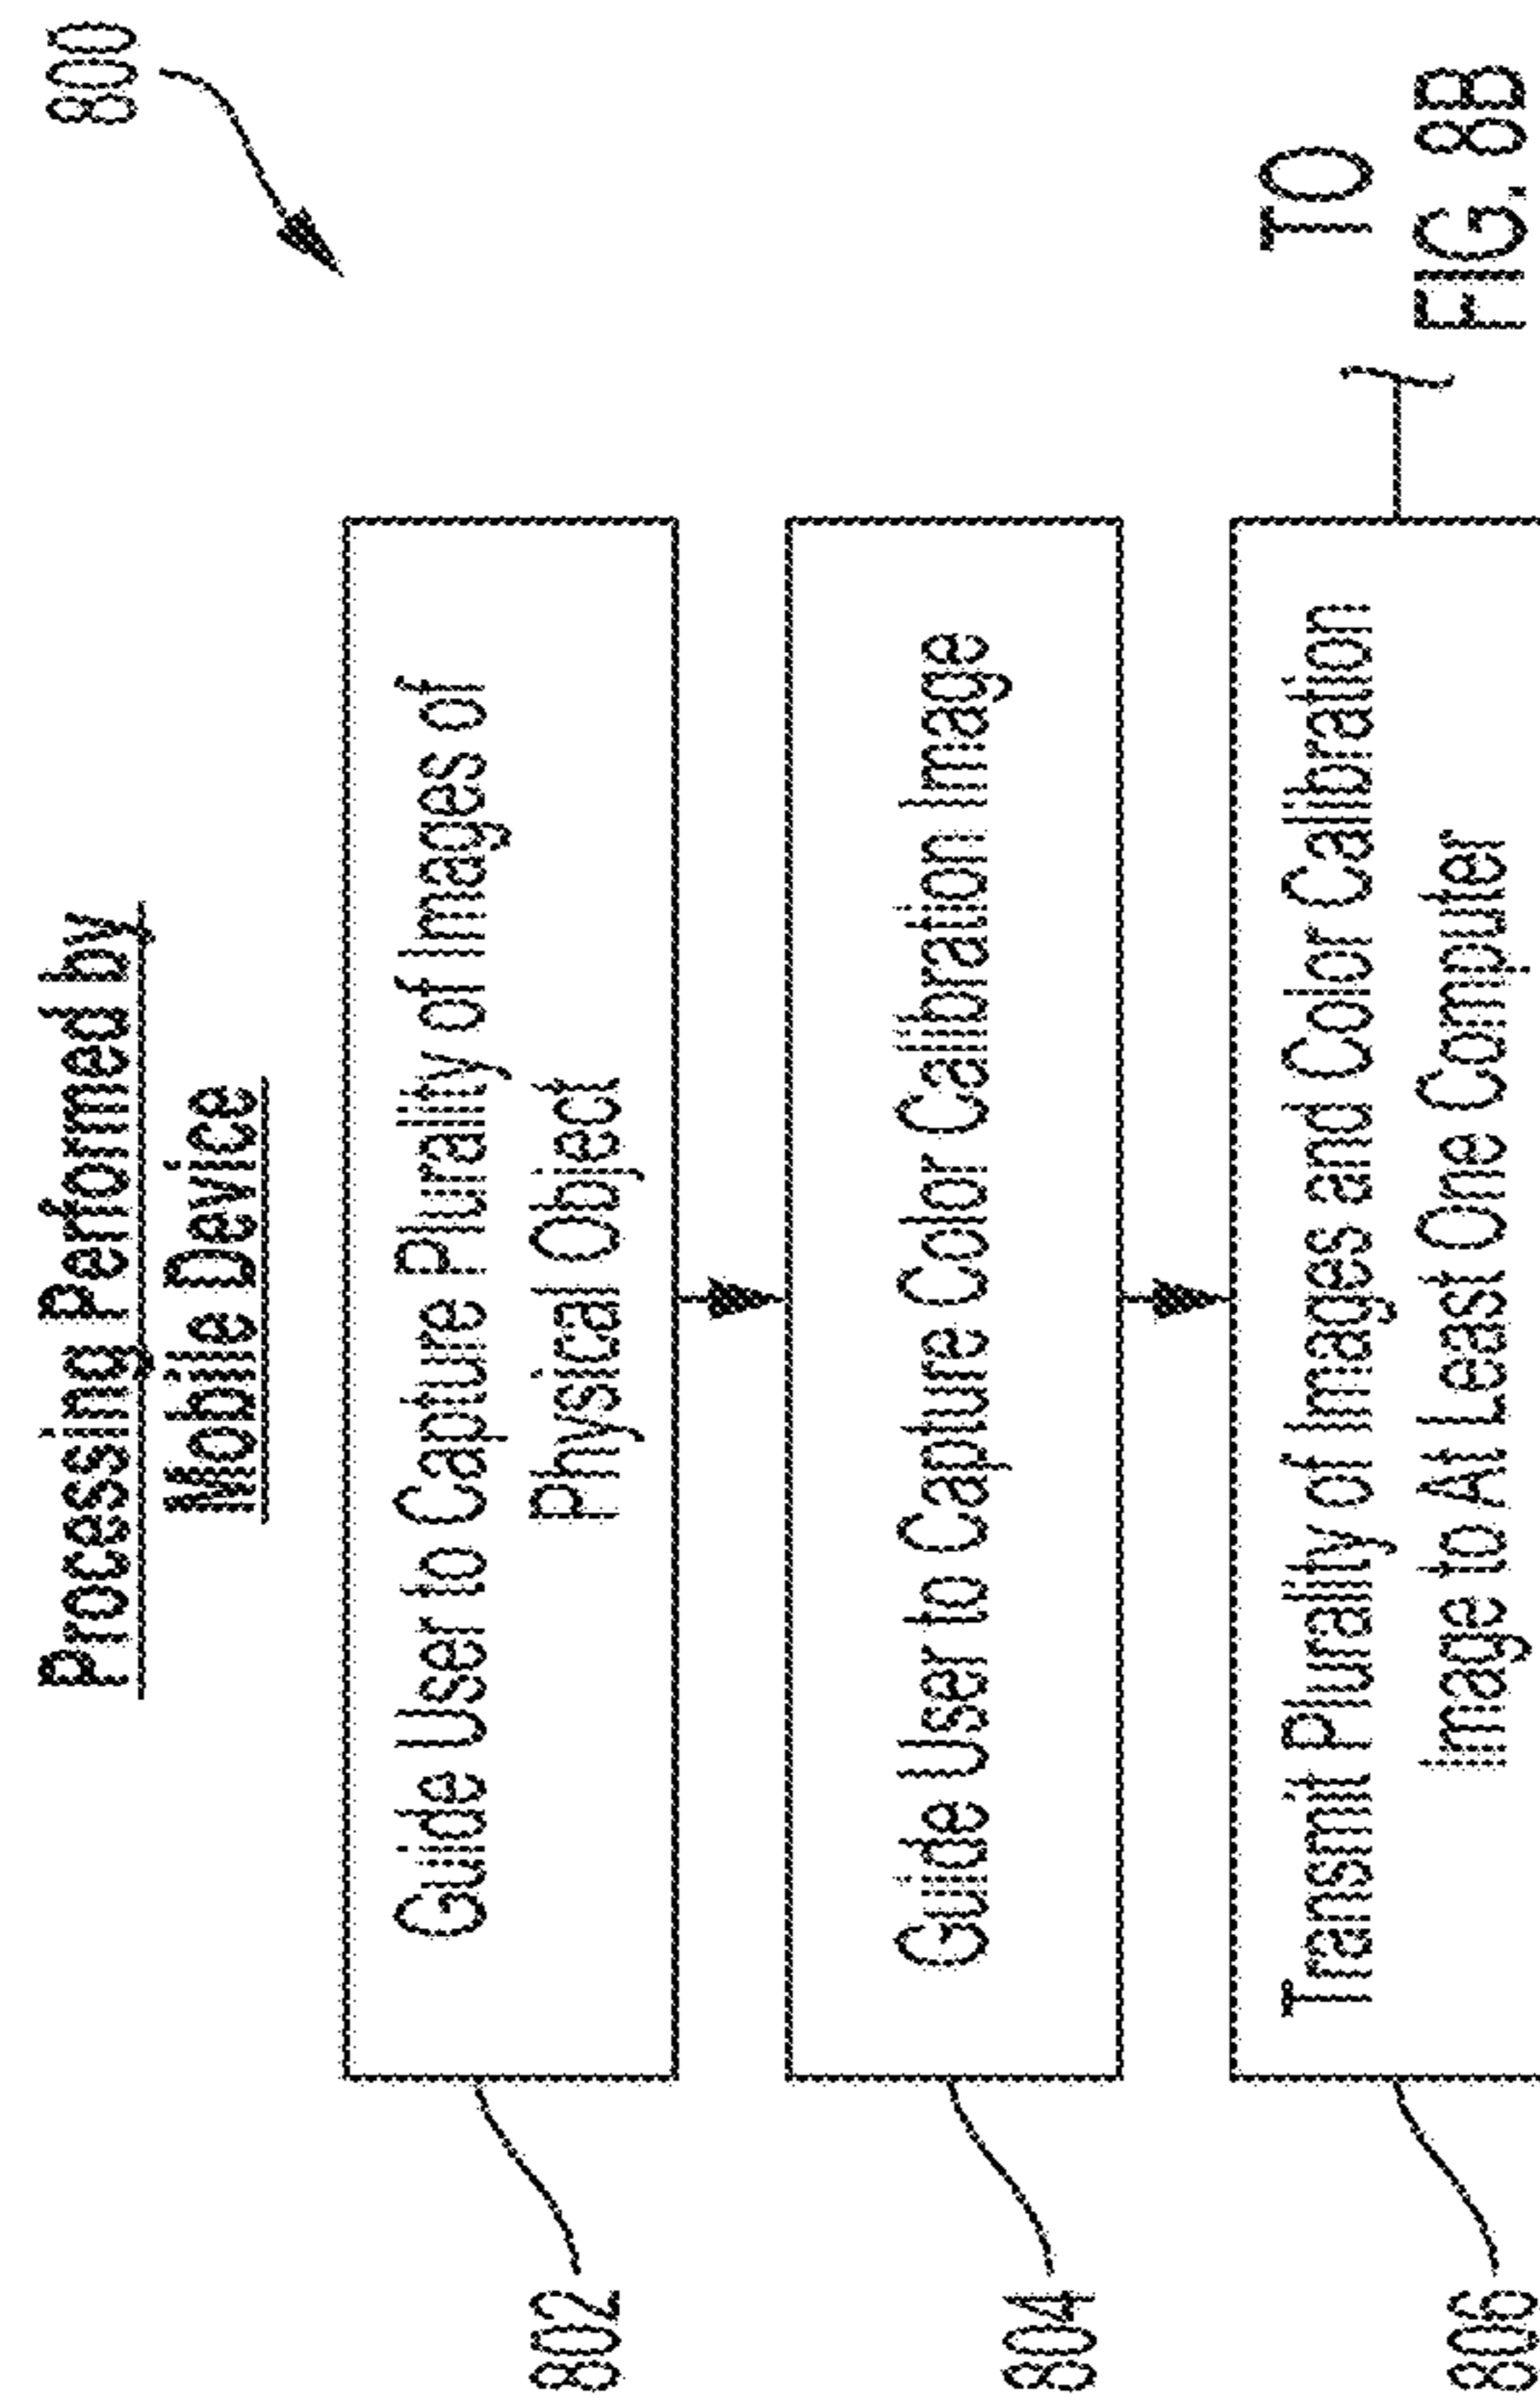 Processing Performed by
Mobile Device
800
802
Guide User to Capture Plurality of Images of
Physical Object
804
Guide User to Capture Color Calibration Image
806
Transmit Plurality of Images and Color Calibration
Image to At Least One Computer
TO
FIG. 8B